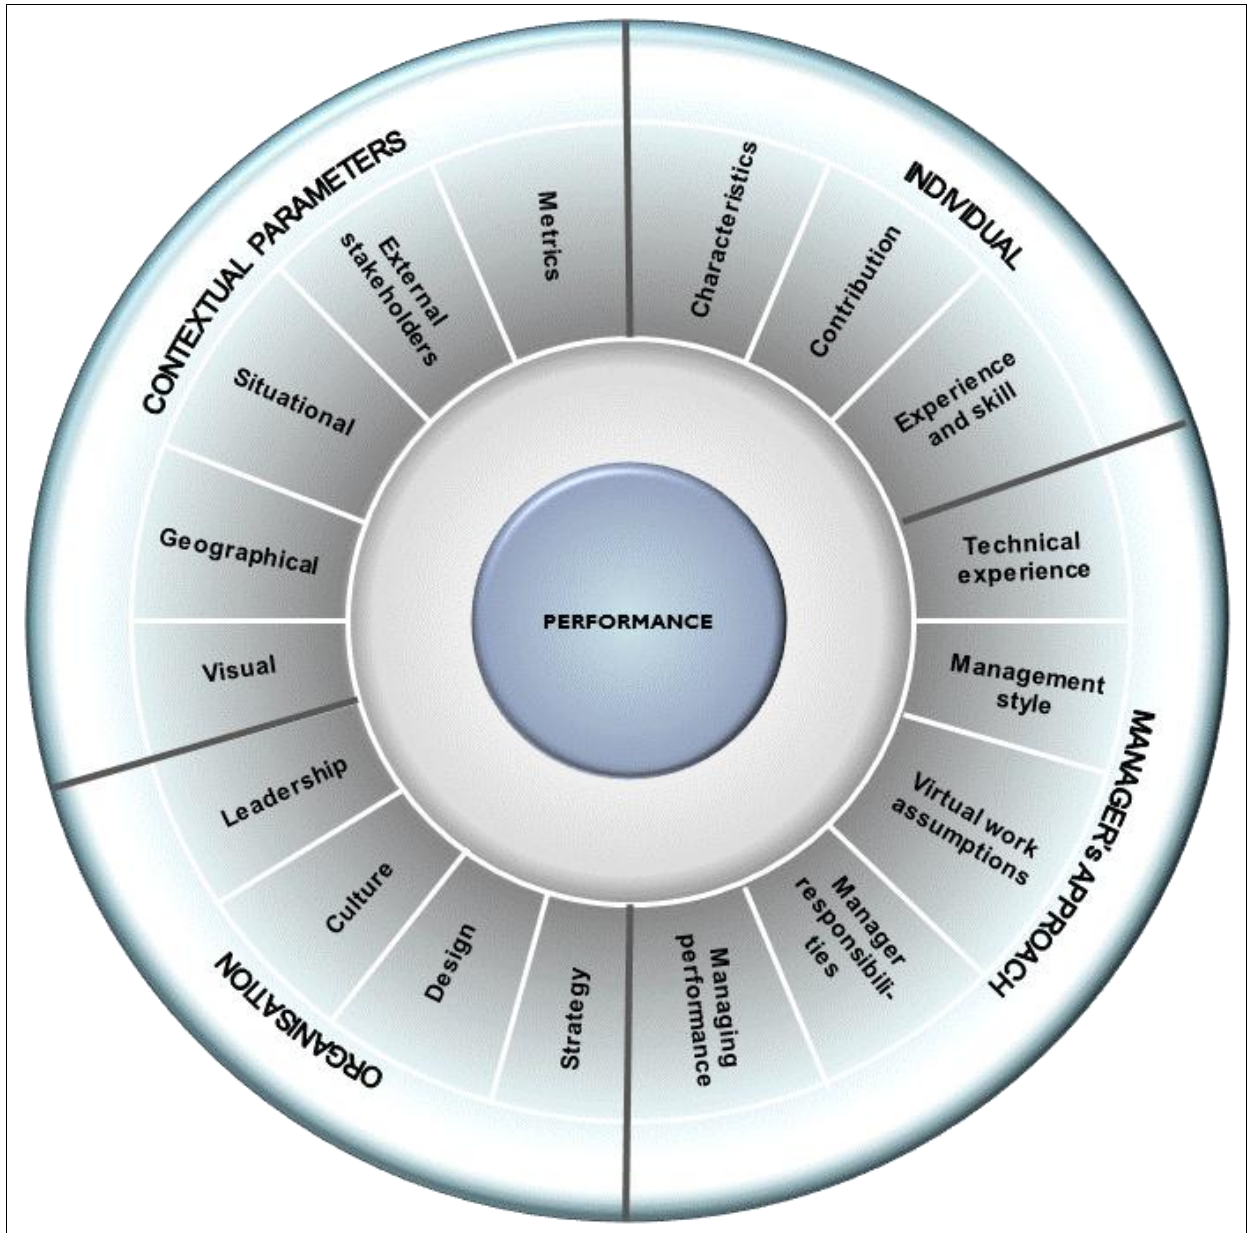 CONTEXTUAL PARAMETERS
Metrics
External
stakeholders
Situational
Geographical
Visual
INDIVIDUAL
Characteristics
Contribution
Experience
and skill
MANAGER's APPROACH
Technical
experience
Management
style
Virtual work
assumptions
Manager
responsibili-
ties
Managing
performance
ORGANISATION
Strategy
Design
Culture
Leadership
PERFORMANCE